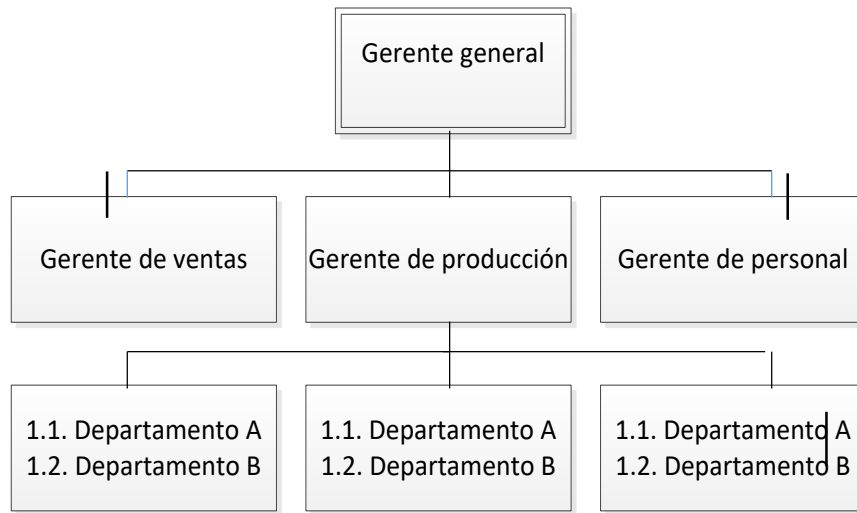 Gerente general
Gerente de ventas
Gerente de producción
Gerente de personal
1.1. Departamento A
1.2. Departamento B
1.1. Departamento A
1.2. Departamento B
1.1. Departamento A
1.2. Departamento B